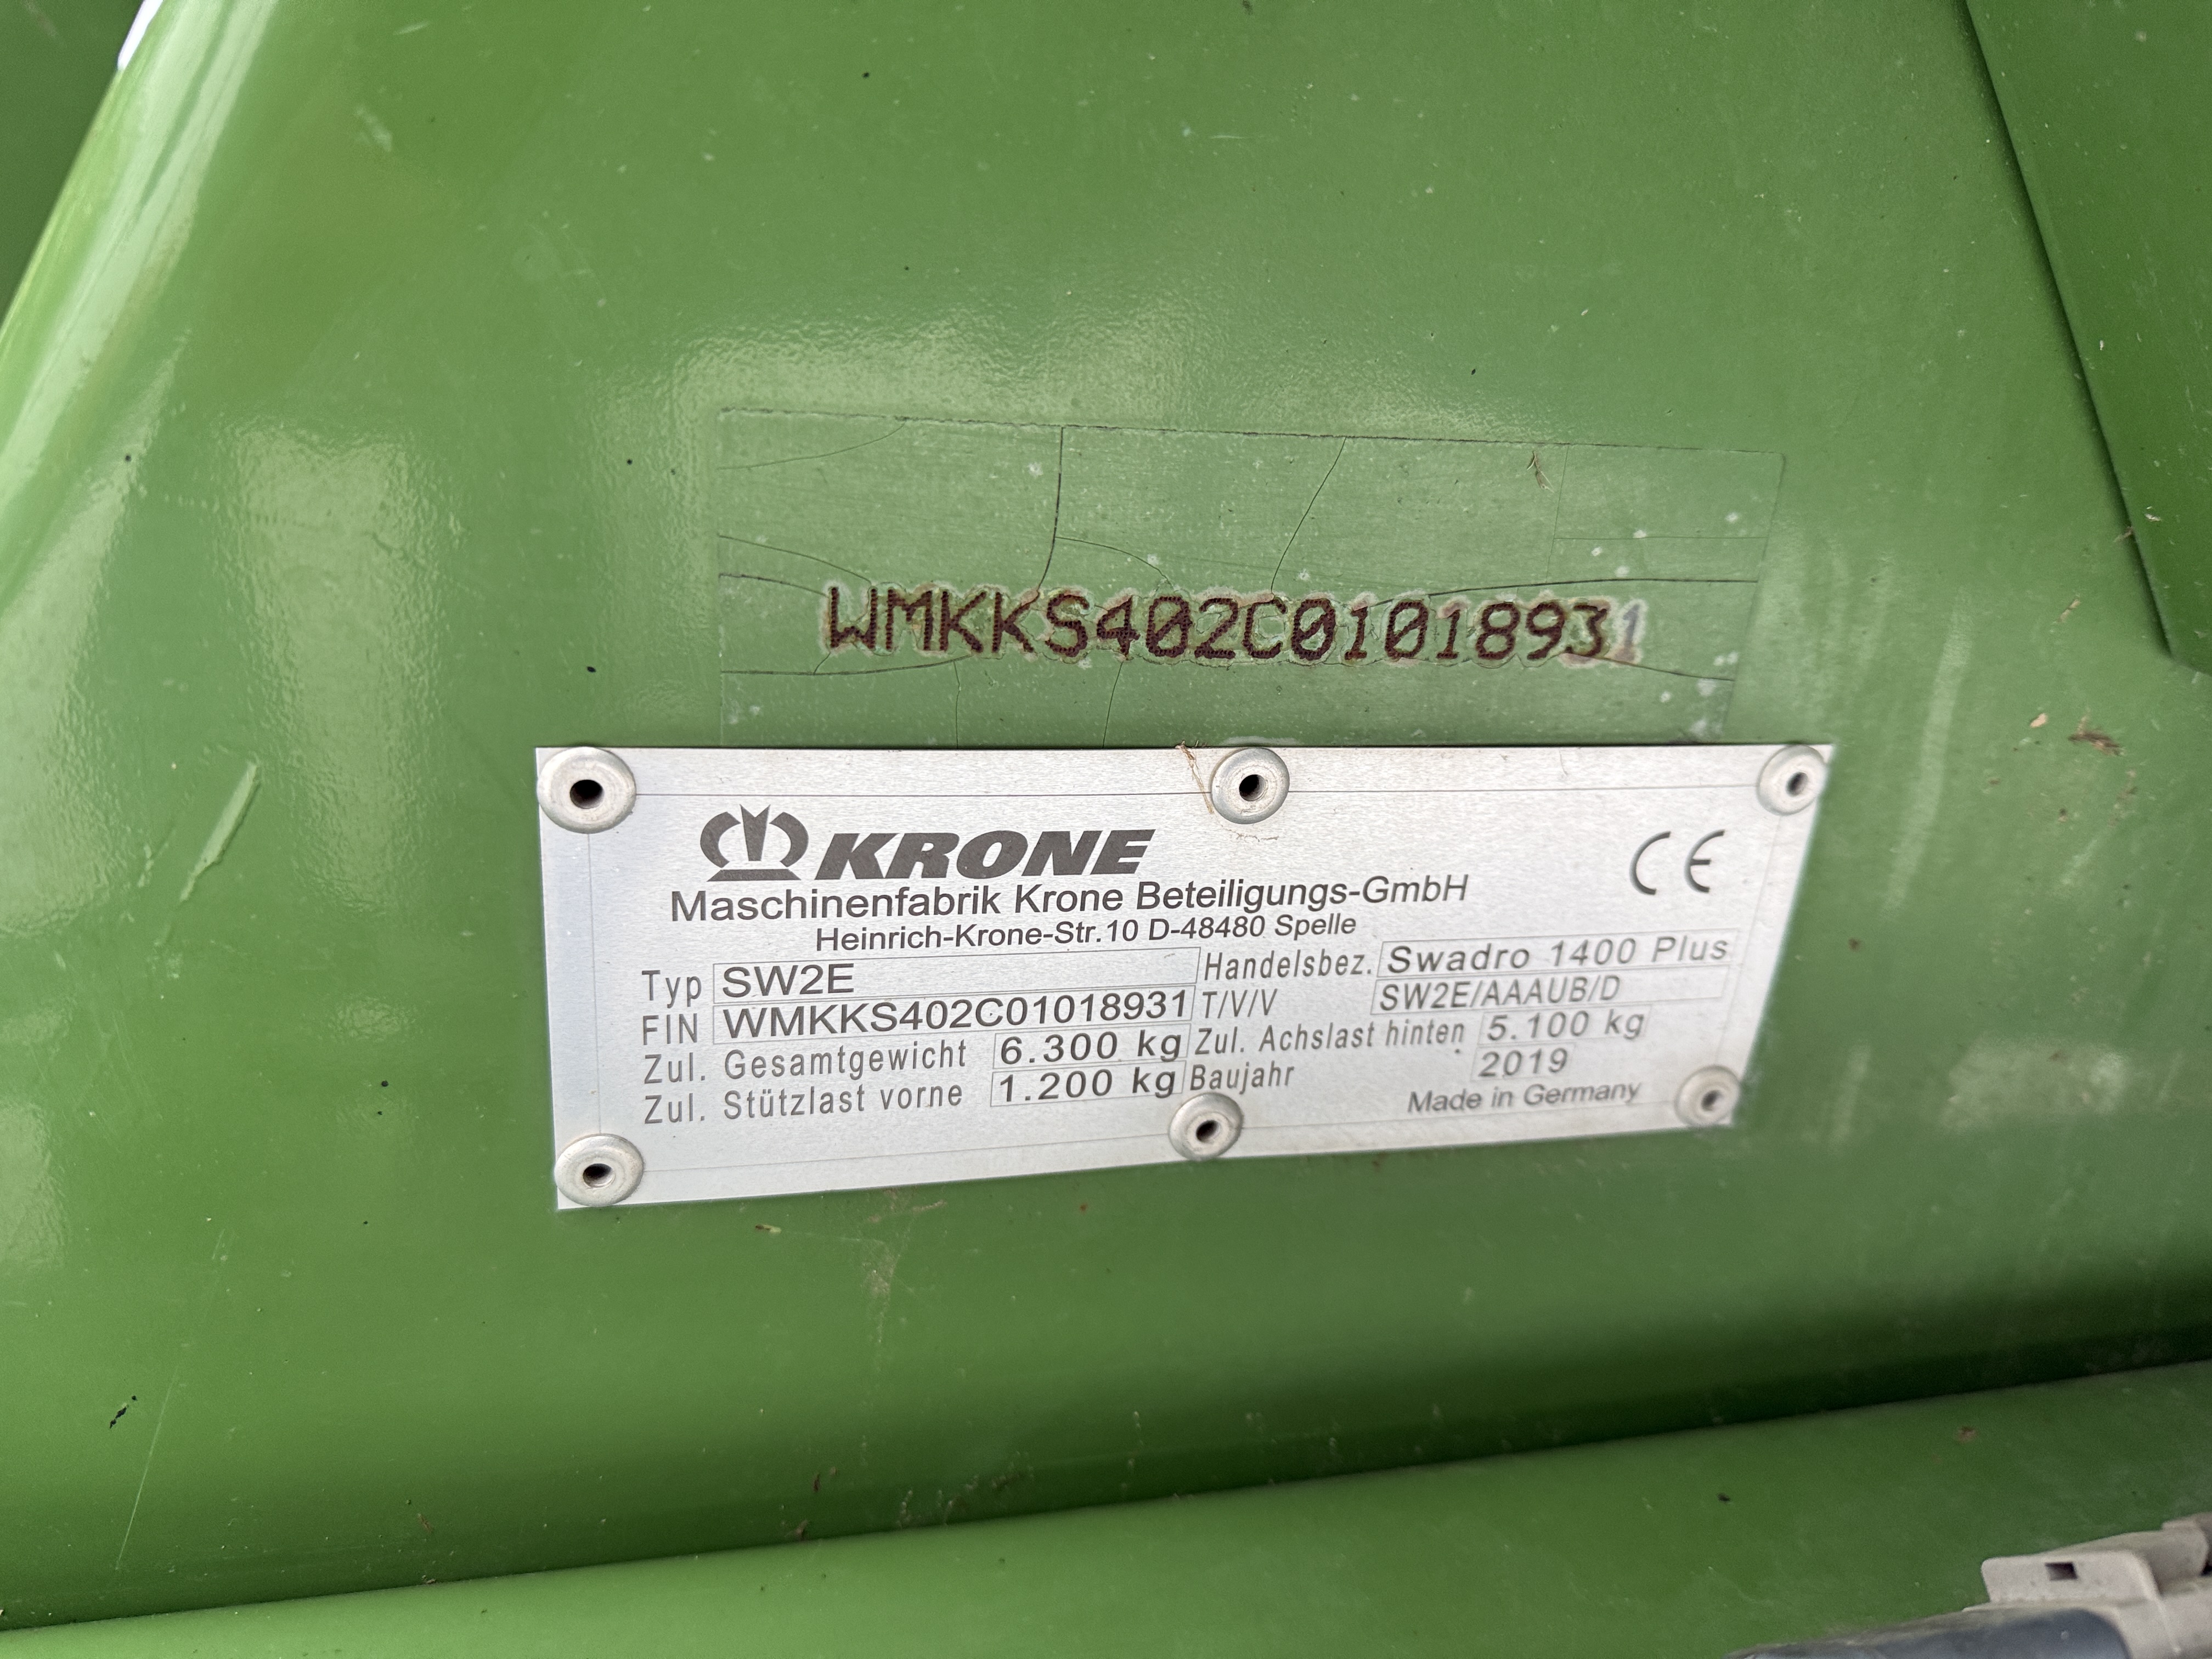 WMKKS402C01018931
KRONE
CE
Maschinenfabrik Krone Beteiligungs-GmbH
Heinrich-Krone-Str.10 D-48480 Spelle
Typ SW2E Handelsbez. Swadro 1400 Plus
FIN WMKKS402C01018931 T/V/V SW2E/AAAUB/D
Zul. Gesamtgewicht 6.300 kg Zul. Achslast hinten 5.100 kg
Zul. Stützlast vorne 1.200 kg Baujahr 2019
Made in Germany